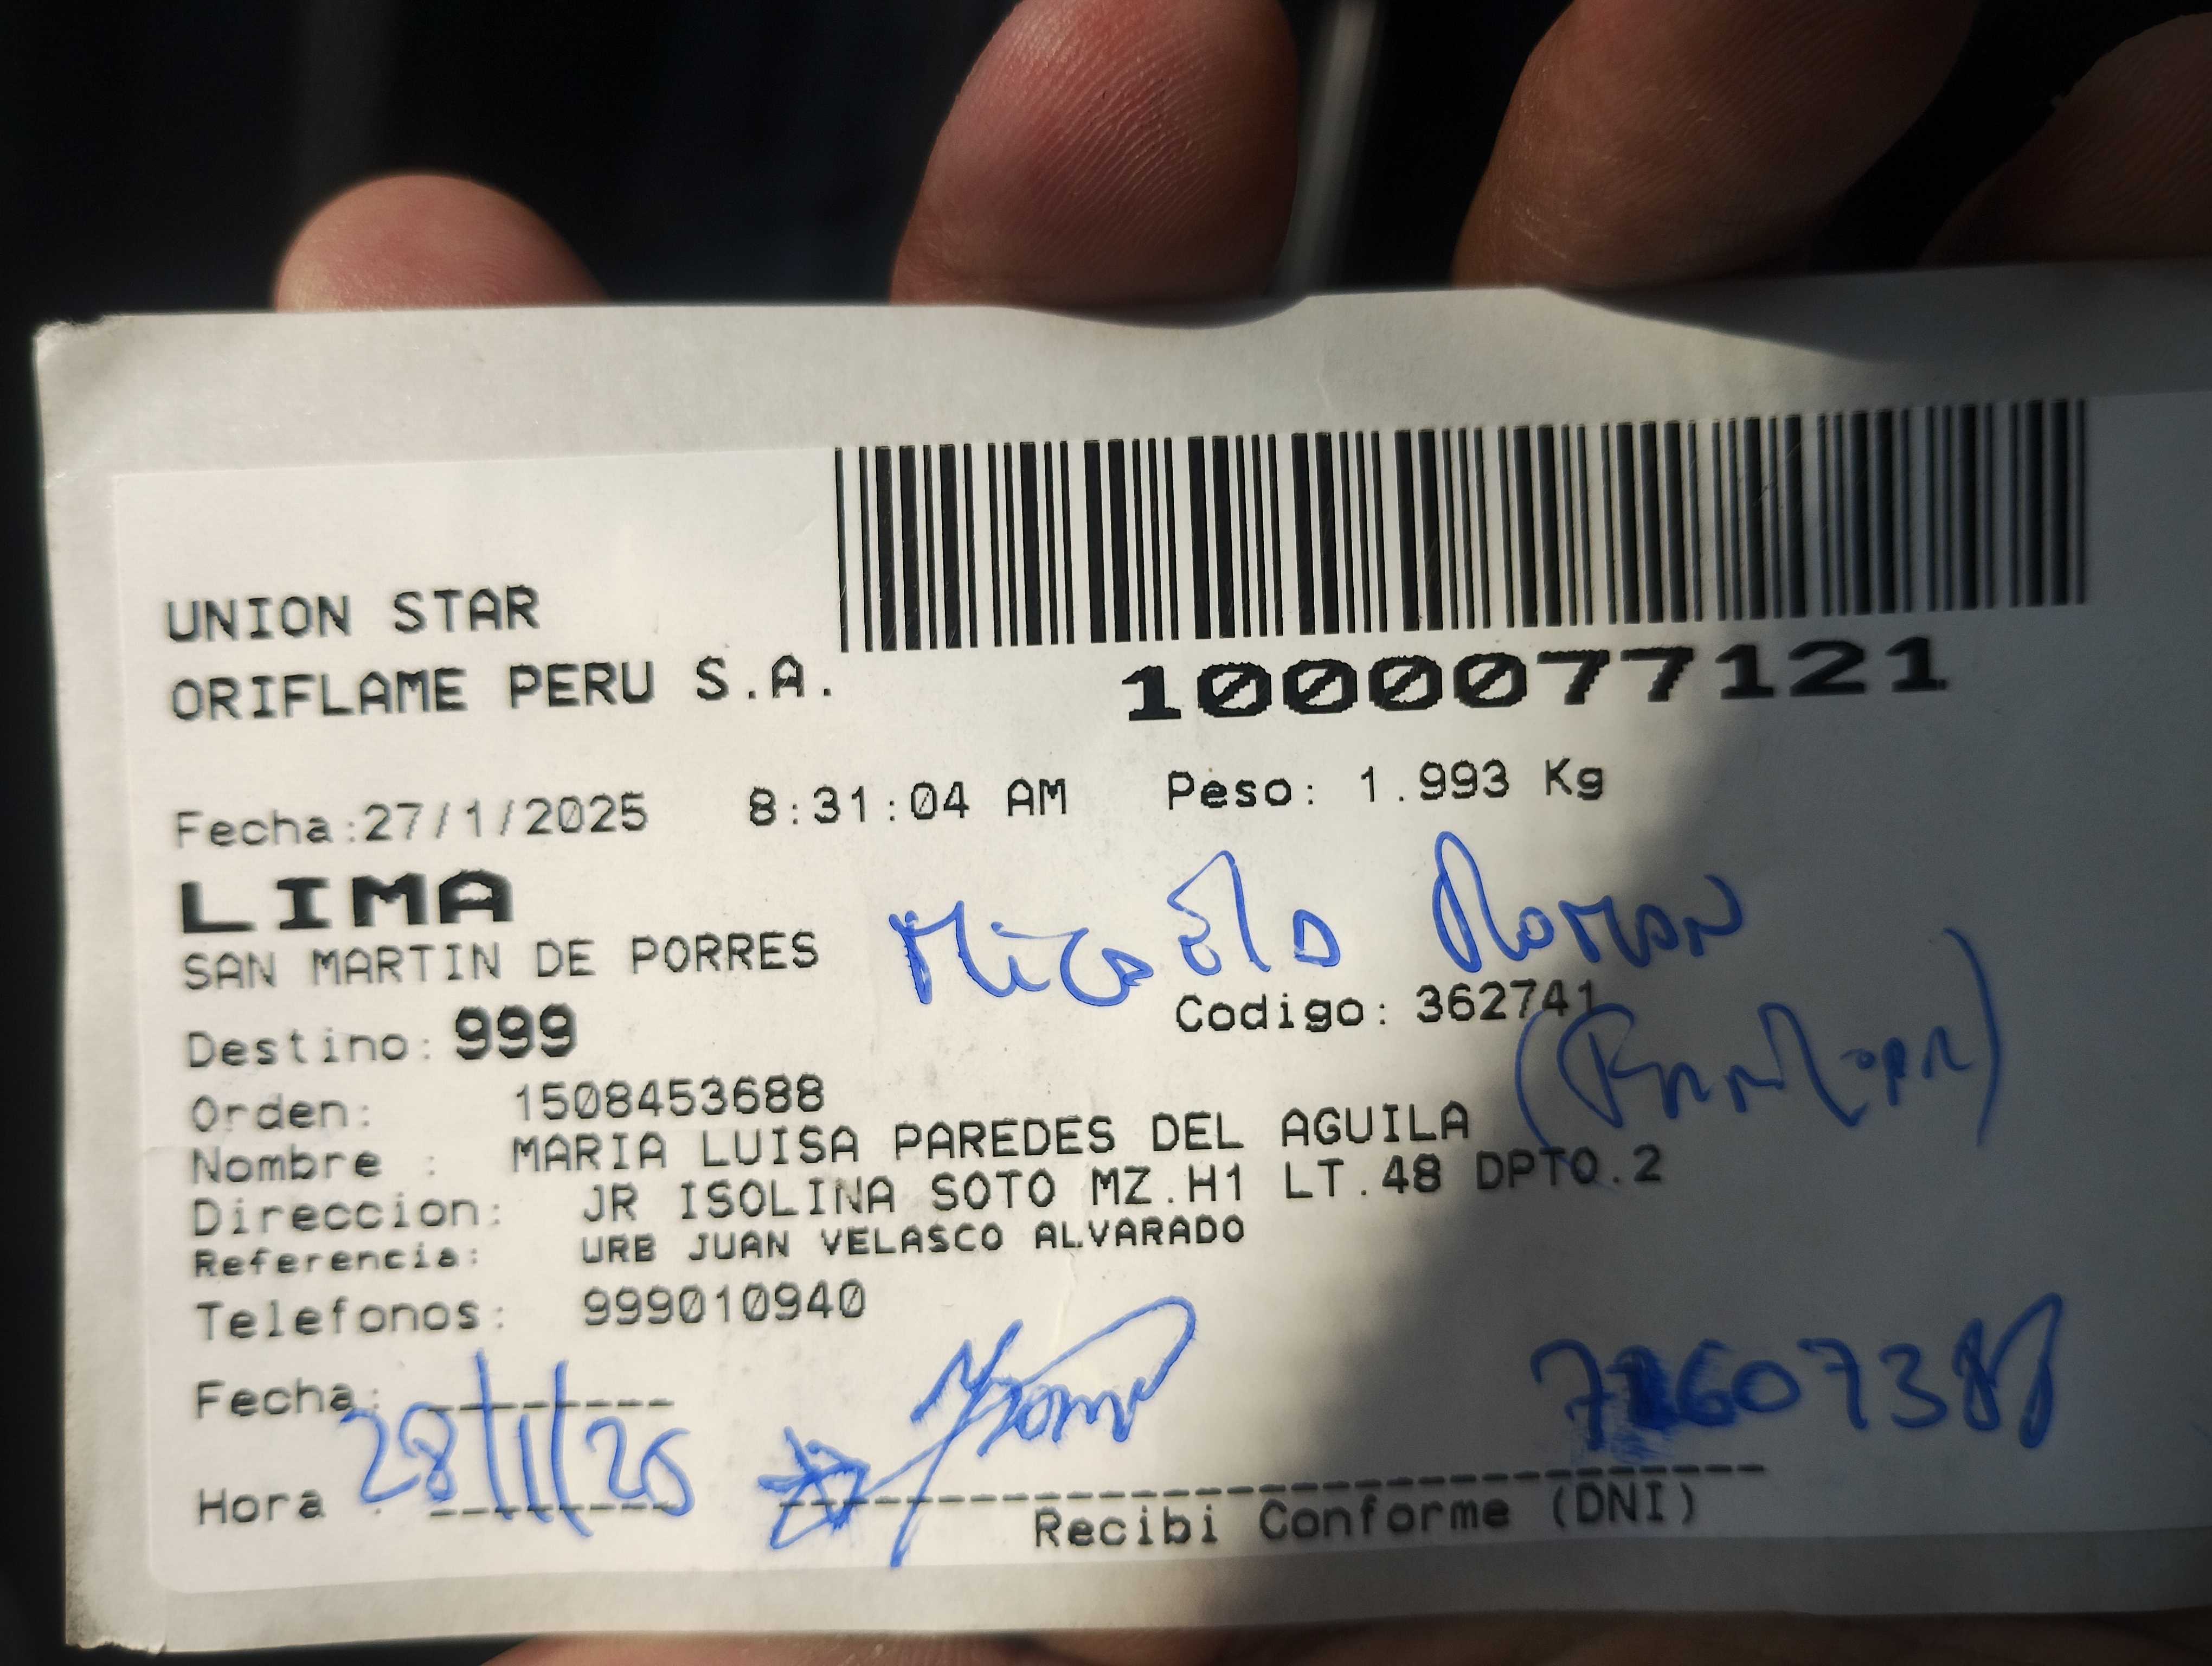 UNION STAR
ORIFLAME PERU S.A.
1000077121
Fecha:27/1/2025 8:31:04 AM Peso: 1.993 Kg
LIMA
SAN MARTIN DE PORRES
Micaela Roman
Destino: 999 Codigo: 362741
Orden: 1508453688
Nombre : MARIA LUISA PAREDES DEL AGUILA
Direccion: JR ISOLINA SOTO MZ.H1 LT.48 DPTO.2
Referencia: URB JUAN VELASCO ALVARADO
Telefonos: 999010940
Fecha: 28/1/25
Hora :
Recibi Conforme (DNI)